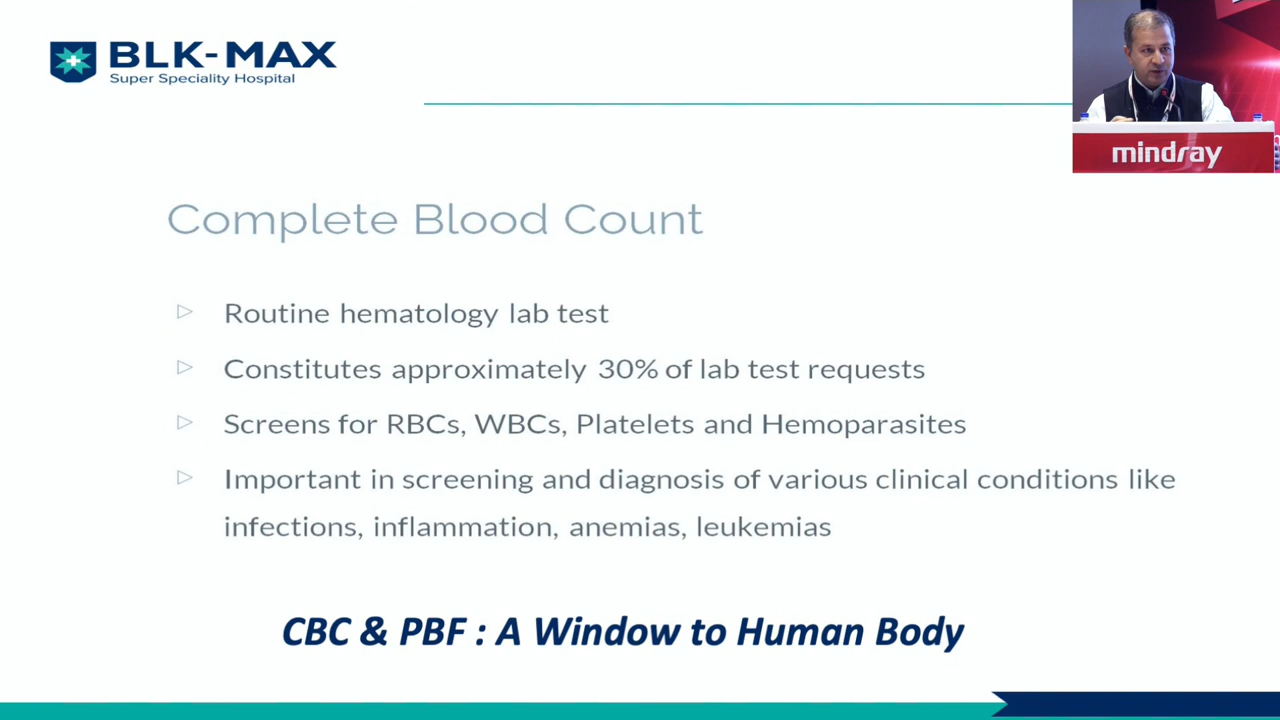 BLK-MAX
Super Speciality Hospital
mindray
Complete Blood Count
Routine hematology lab test
Constitutes approximately 30% of lab test requests
Screens for RBCs, WBCs, Platelets and Hemoparasites
Important in screening and diagnosis of various clinical conditions like
infections, inflammation, anemias, leukemias
CBC & PBF : A Window to Human Body